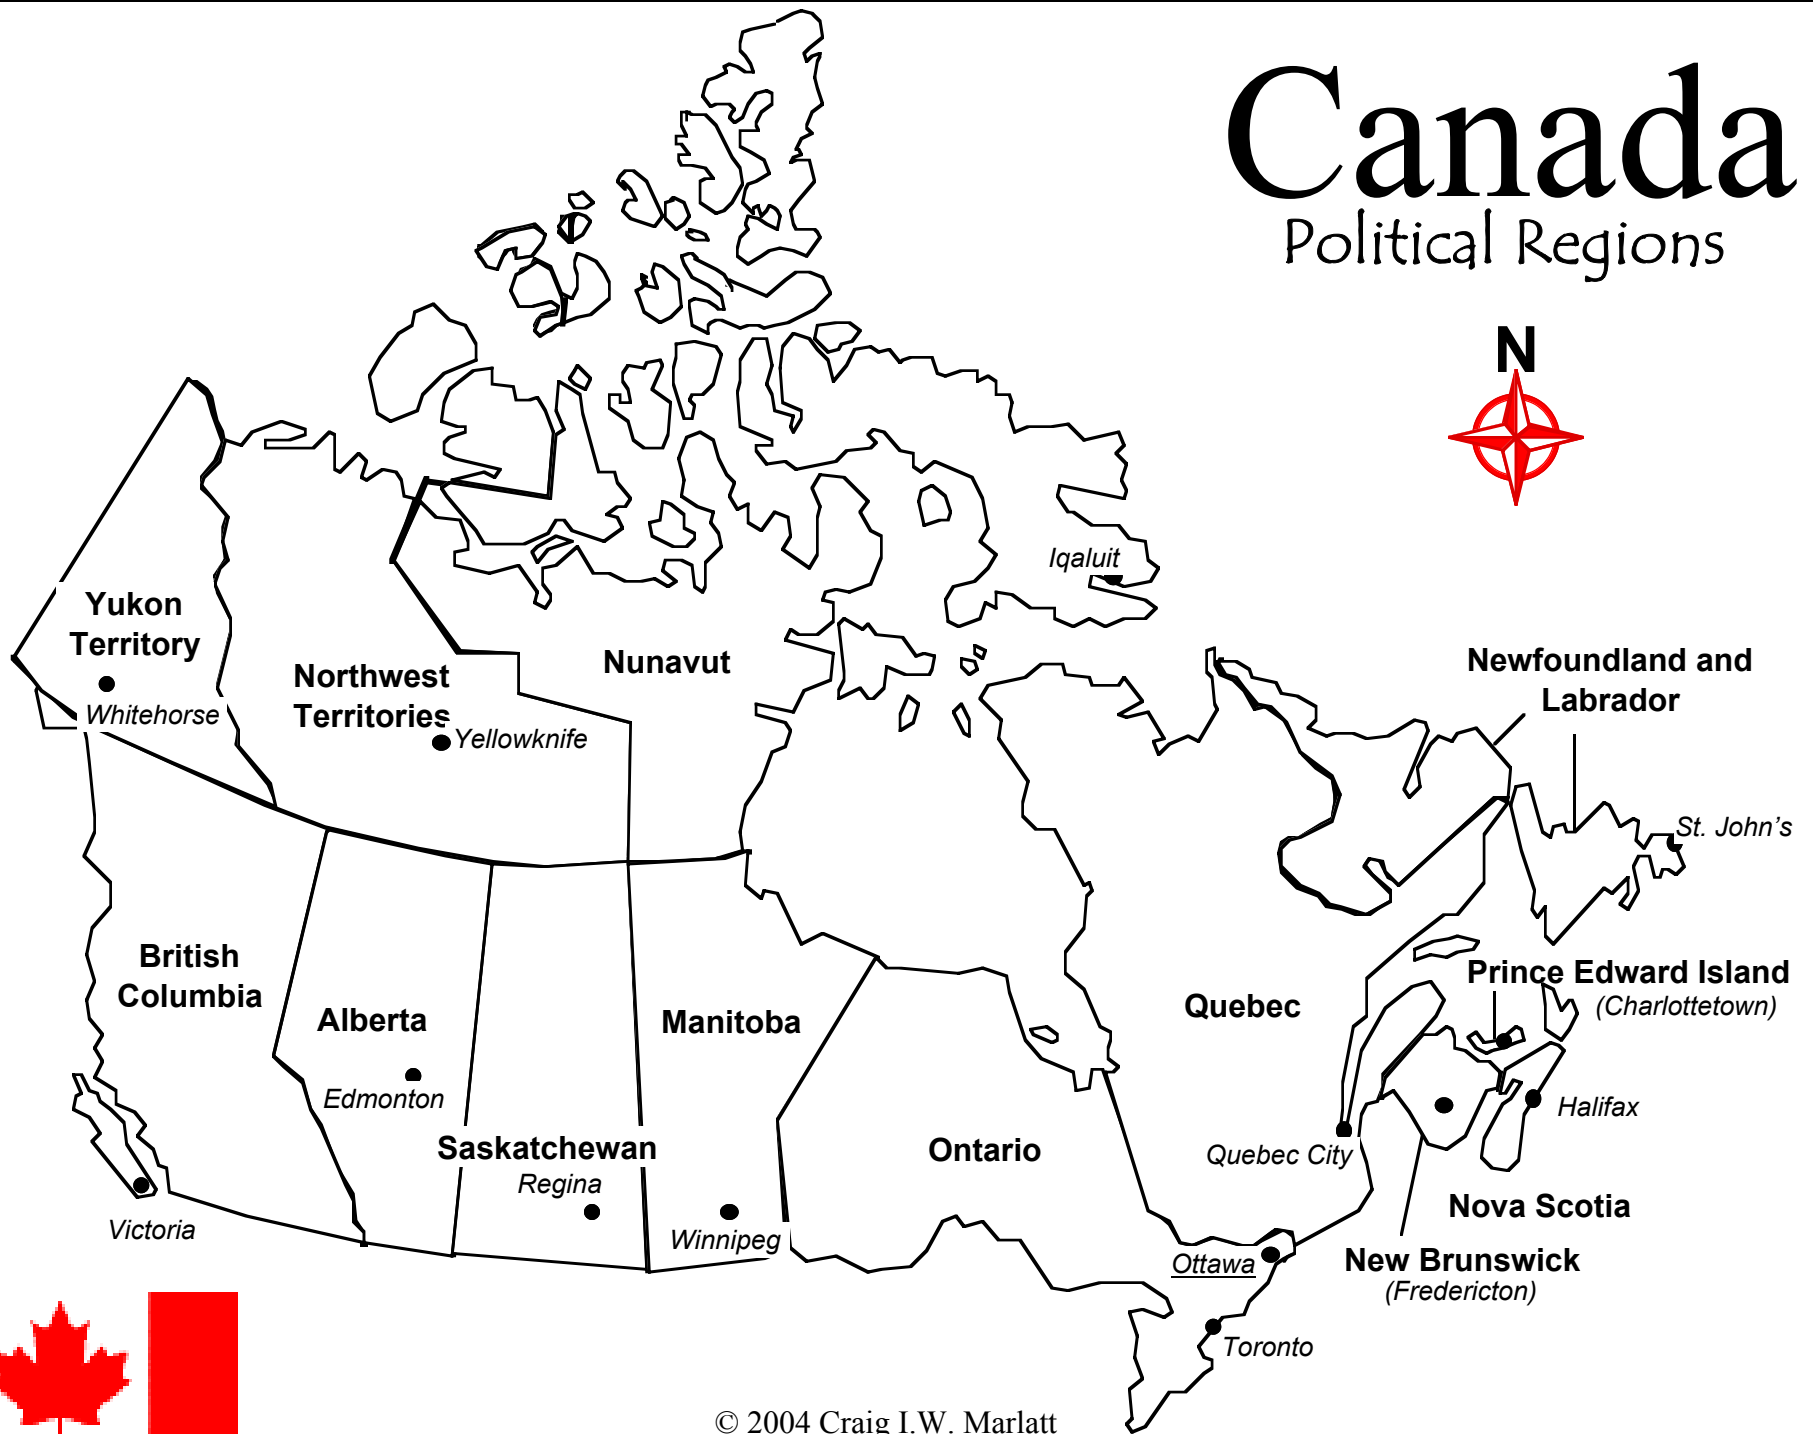 Canada
Political Regions
N
Iqaluit
Yukon
Territory
Whitehorse
Northwest
Territories
Yellowknife
Nunavut
Newfoundland and
Labrador
St. John's
British
Columbia
Victoria
Alberta
Edmonton
Saskatchewan
Regina
Manitoba
Winnipeg
Ontario
Ottawa
Toronto
Quebec
Quebec City
Prince Edward Island
(Charlottetown)
Halifax
Nova Scotia
New Brunswick
(Fredericton)
© 2004 Craig I.W. Marlatt